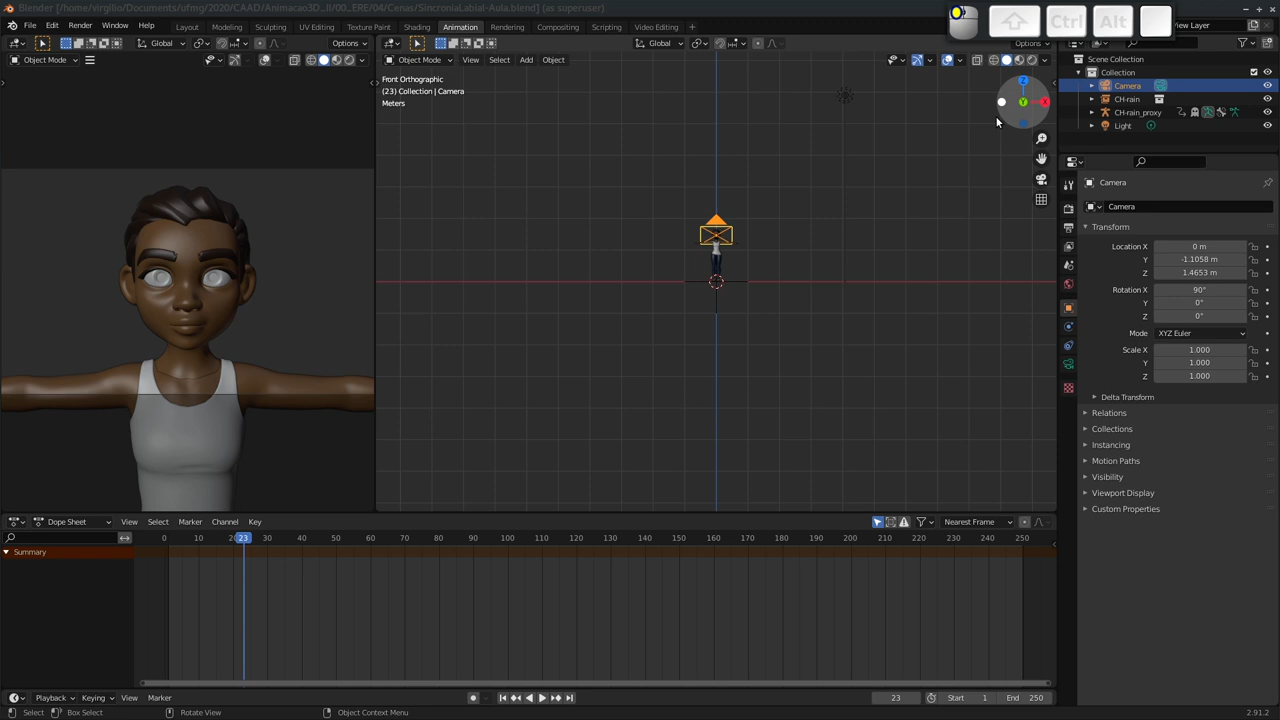 Blender [/home/virgilio/Documents/ufmg/2020/CAAD/Animacao3D_II/00_ERE/04/Cenas/SincroniaLabial-Aula.blend] (as superuser)
File Edit Render Window Help Layout Modeling Sculpting UV Editing Texture Paint Shading Animation Rendering Compositing Scripting Video Editing + Ctrl Alt View Layer
Global Options Global Options
Object Mode Object Mode View Select Add Object
Front Orthographic
(23) Collection | Camera
Meters
Z
Y
X
Scene Collection
Collection
Camera
CH-rain
CH-rain_proxy
Light
Camera
Camera
Transform
Location X 0 m
Y -1.1058 m
Z 1.4653 m
Rotation X 90°
Y 0°
Z 0°
Mode XYZ Euler
Scale X 1.000
Y 1.000
Z 1.000
Delta Transform
Relations
Collections
Instancing
Motion Paths
Visibility
Viewport Display
Custom Properties
Dope Sheet View Select Marker Channel Key Nearest Frame
0 10 23 30 40 50 60 70 80 90 100 110 120 130 140 150 160 170 180 190 200 210 220 230 240 250
Summary
Playback Keying View Marker 23 Start 1 End 250
Select Box Select Rotate View Object Context Menu 2.91.2